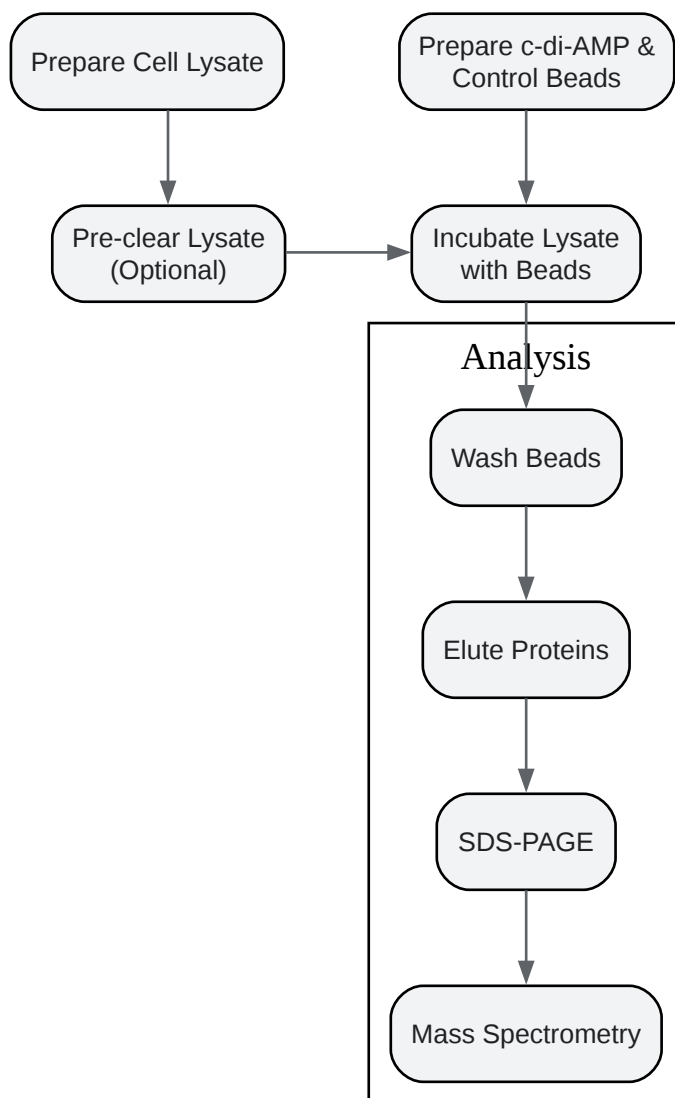 Prepare Cell Lysate
Prepare c-di-AMP &
Control Beads
Pre-clear Lysate
(Optional)
Incubate Lysate
with Beads
Analysis
Wash Beads
Elute Proteins
SDS-PAGE
Mass Spectrometry